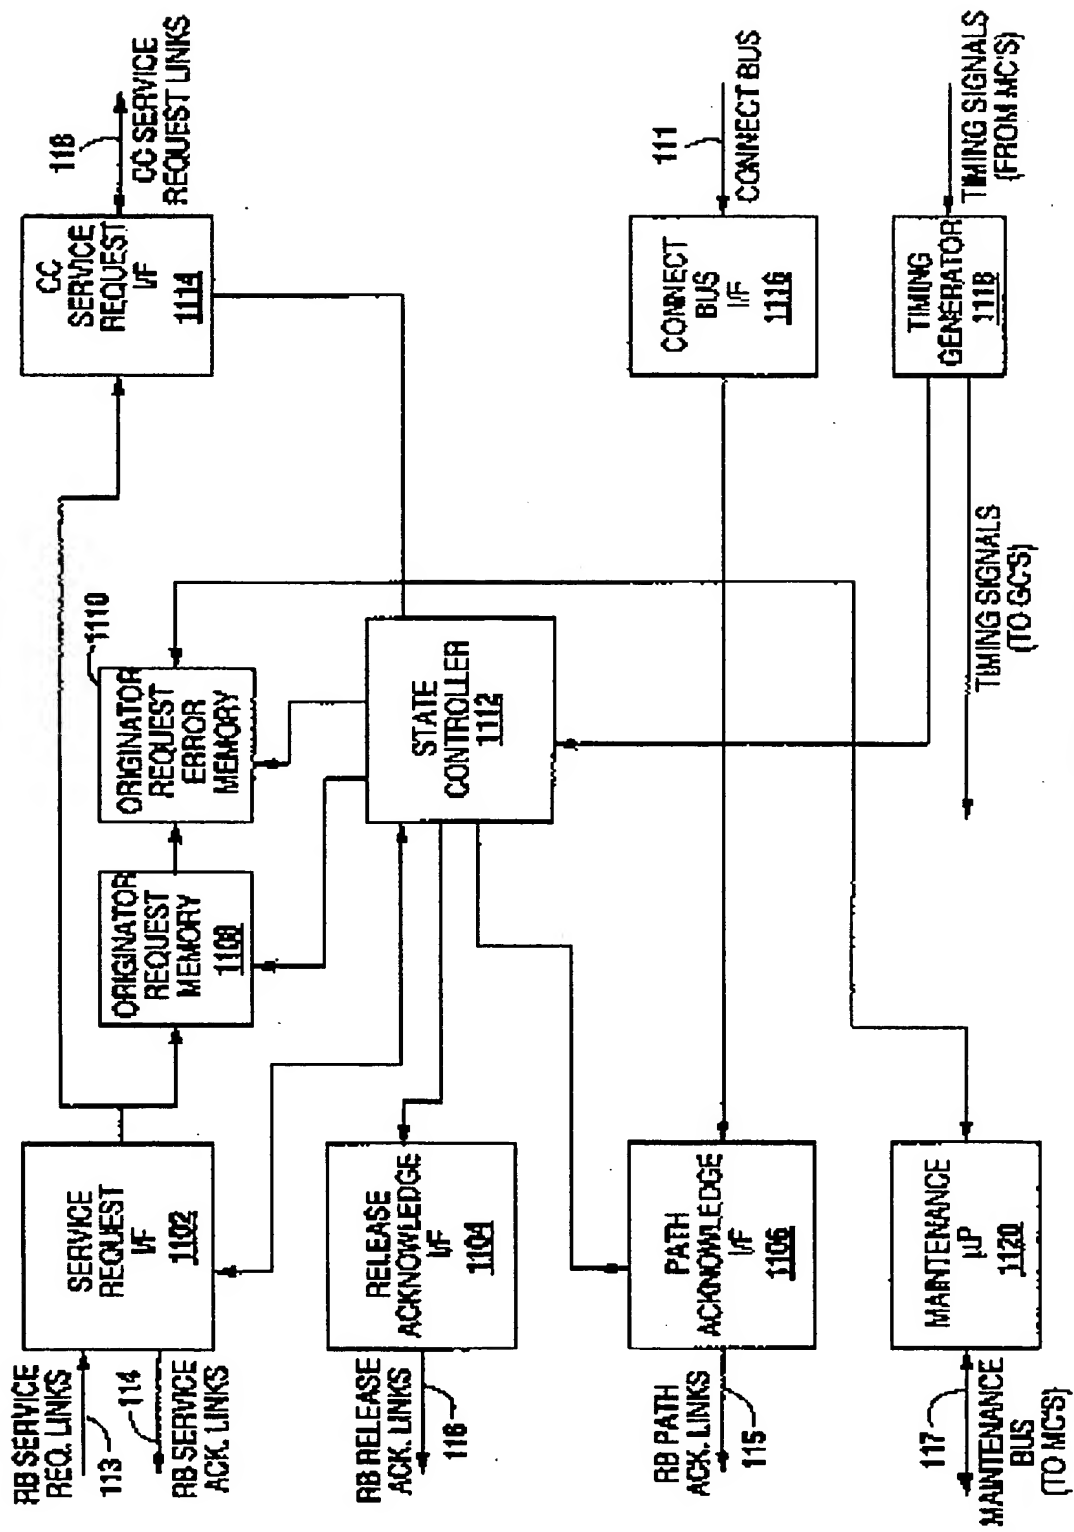 RB SERVICE
REQ. LINKS
113
114
RB SERVICE
ACK. LINKS
SERVICE
REQUEST
I/F
1102
ORIGINATOR
REQUEST
MEMORY
1108
ORIGINATOR
REQUEST
ERROR
MEMORY
1110
CC
SERVICE
REQUEST
I/F
1114
118
CC SERVICE
REQUEST LINKS
RB RELEASE
ACK. LINKS
116
RELEASE
ACKNOWLEDGE
I/F
1104
STATE
CONTROLLER
1112
RB PATH
ACK. LINKS
115
PATH
ACKNOWLEDGE
I/F
1106
CONNECT
BUS
I/F
1116
111
CONNECT BUS
117
MAINTENANCE
BUS
(TO MC'S)
MAINTENANCE
µP
1120
TIMING SIGNALS
(TO GC'S)
TIMING
GENERATOR
1118
TIMING SIGNALS
(FROM MC'S)